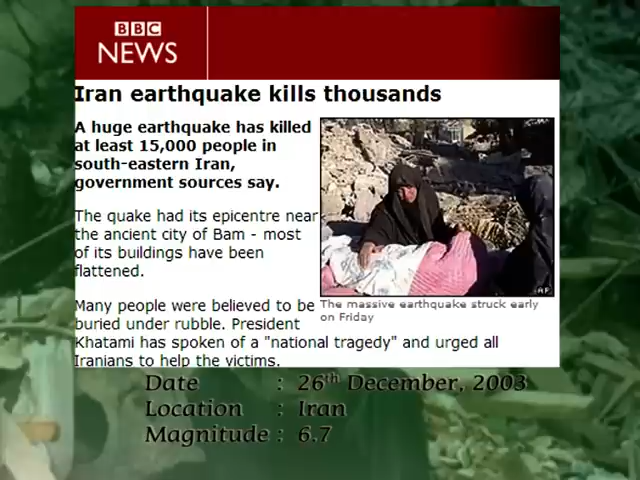 BBC
NEWS
Iran earthquake kills thousands
A huge earthquake has killed
at least 15,000 people in
south-eastern Iran,
government sources say.
The quake had its epicentre near
the ancient city of Bam - most
of its buildings have been
flattened.
AP
The massive earthquake struck early
on Friday
Many people were believed to be
buried under rubble. President
Khatami has spoken of a "national tragedy" and urged all
Iranians to help the victims.
Date : 26th December, 2003
Location : Iran
Magnitude : 6.7